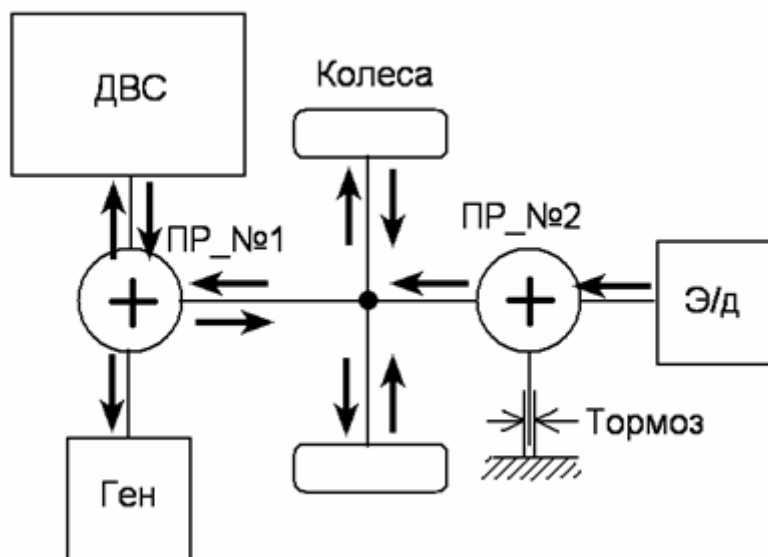 ДВС
Колеса
ПР_№1
ПР_№2
Э/д
Тормоз
Ген